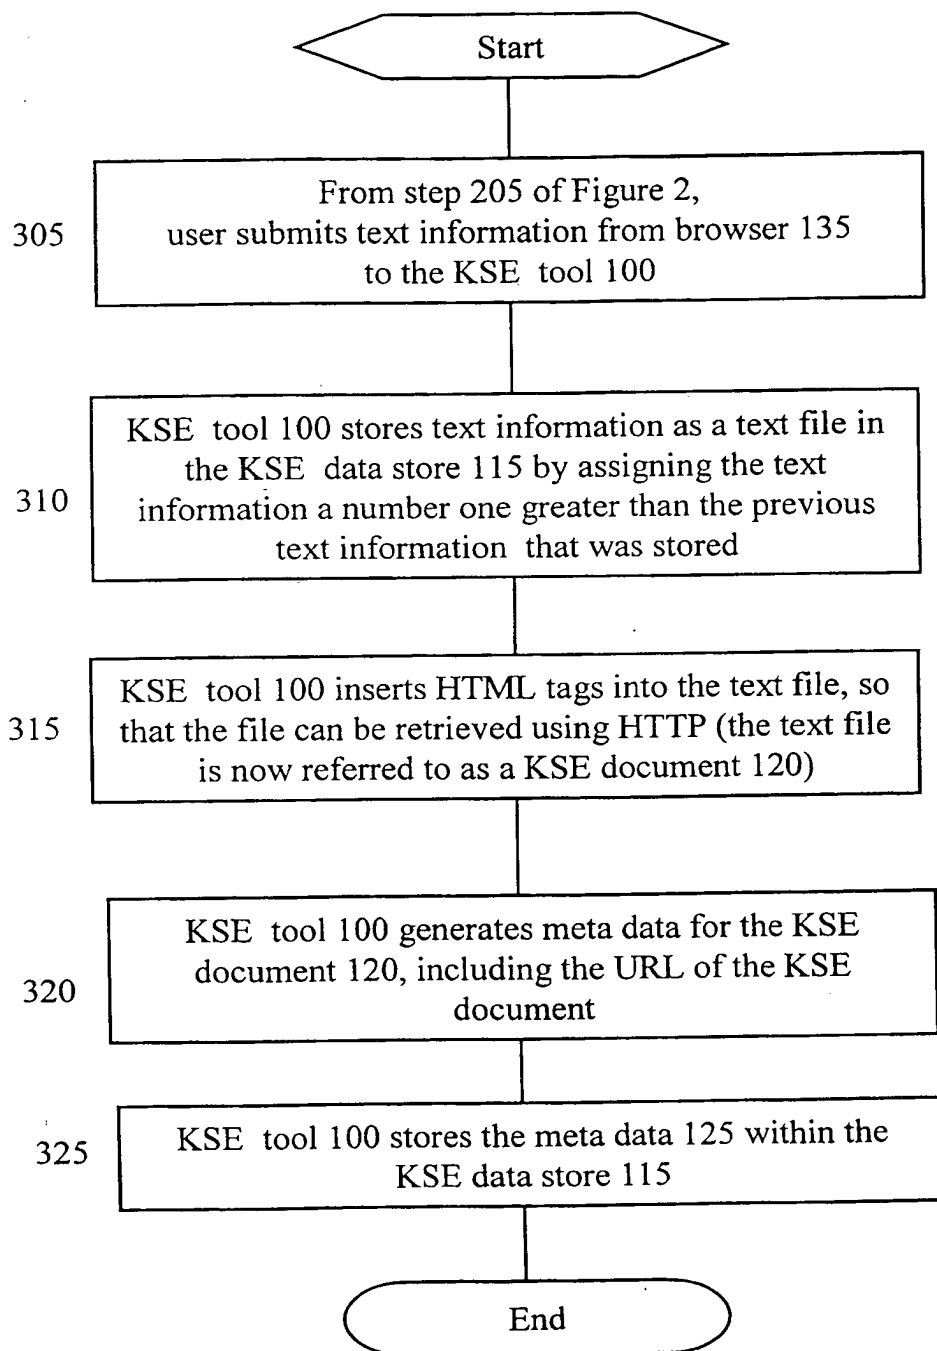 Start
305
From step 205 of Figure 2,
user submits text information from browser 135
to the KSE tool 100
310
KSE tool 100 stores text information as a text file in
the KSE data store 115 by assigning the text
information a number one greater than the previous
text information that was stored
315
KSE tool 100 inserts HTML tags into the text file, so
that the file can be retrieved using HTTP (the text file
is now referred to as a KSE document 120)
320
KSE tool 100 generates meta data for the KSE
document 120, including the URL of the KSE
document
325
KSE tool 100 stores the meta data 125 within the
KSE data store 115
End